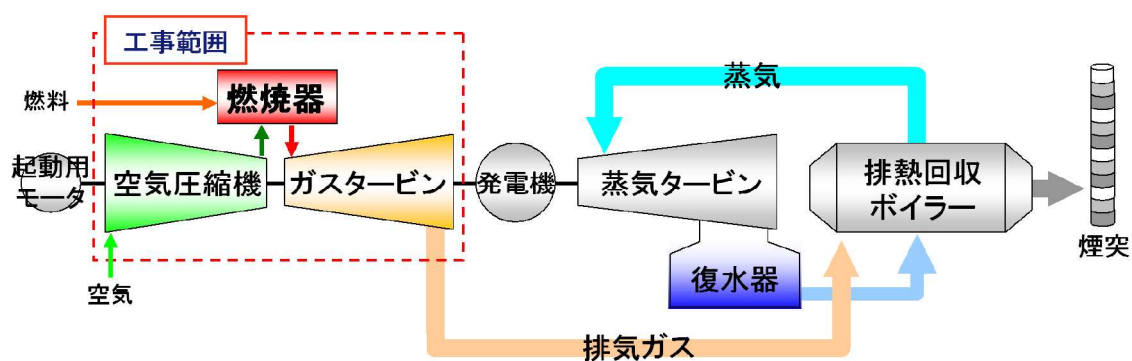 工事範囲
燃料
燃焼器
蒸気
起動用
モータ
空気圧縮機
ガスタービン
発電機
蒸気タービン
排熱回収
ボイラー
煙突
復水器
空気
排気ガス